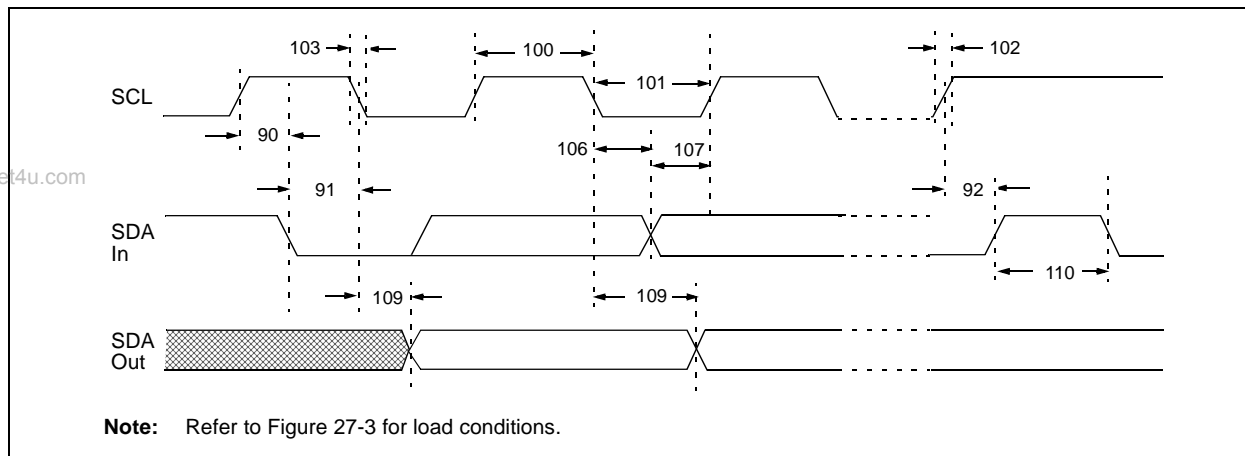 103
100
102
101
SCL
90
106
107
et4u.com
91
92
SDA
In
110
109
109
SDA
Out
Note: Refer to Figure 27-3 for load conditions.